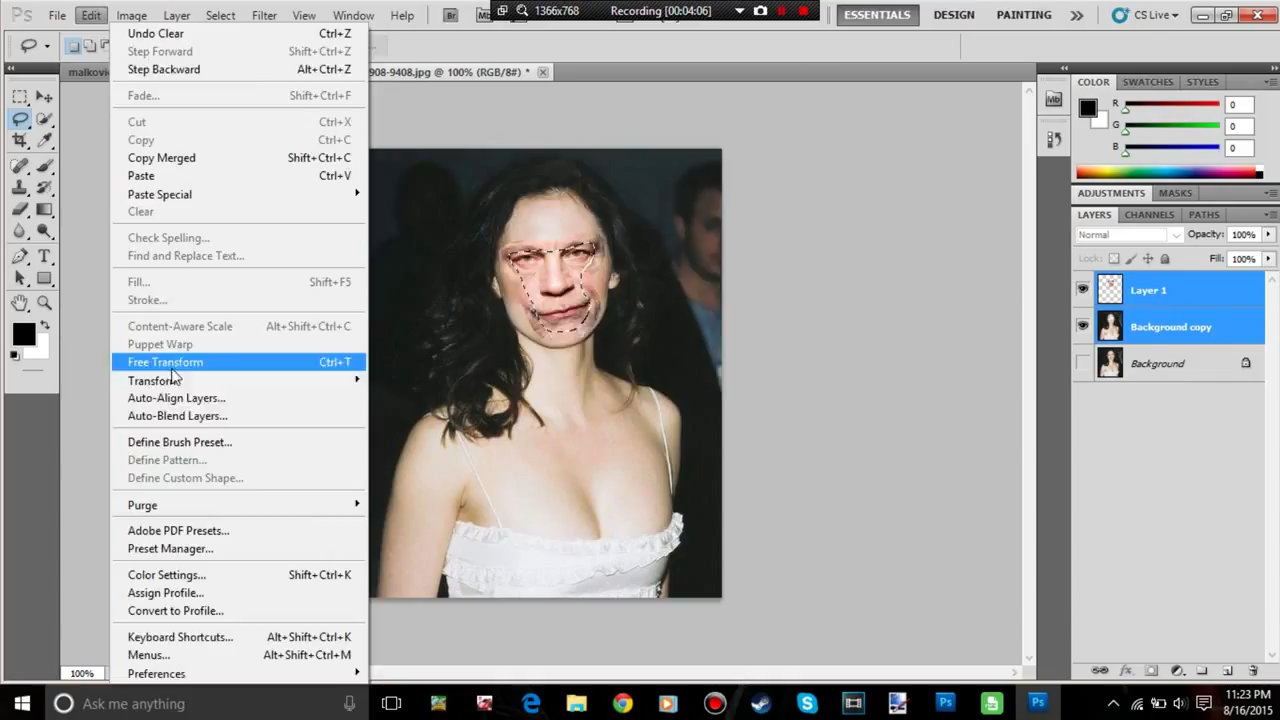 Ps File Edit Image Layer Select Filter View Window Help Br Mb 1366x768 Recording [00:04:06] ESSENTIALS DESIGN PAINTING CS Live
malkovic
908-9408.jpg @ 100% (RGB/8#) *
Undo Clear Ctrl+Z
Step Forward Shift+Ctrl+Z
Step Backward Alt+Ctrl+Z
Fade... Shift+Ctrl+F
Cut Ctrl+X
Copy Ctrl+C
Copy Merged Shift+Ctrl+C
Paste Ctrl+V
Paste Special
Clear
Check Spelling...
Find and Replace Text...
Fill... Shift+F5
Stroke...
Content-Aware Scale Alt+Shift+Ctrl+C
Puppet Warp
Free Transform Ctrl+T
Transform
Auto-Align Layers...
Auto-Blend Layers...
Define Brush Preset...
Define Pattern...
Define Custom Shape...
Purge
Adobe PDF Presets...
Preset Manager...
Color Settings... Shift+Ctrl+K
Assign Profile...
Convert to Profile...
Keyboard Shortcuts... Alt+Shift+Ctrl+K
Menus... Alt+Shift+Ctrl+M
Preferences
Mb
COLOR SWATCHES STYLES
R 0
G 0
B 0
ADJUSTMENTS MASKS
LAYERS CHANNELS PATHS
Normal Opacity: 100%
Lock: Fill: 100%
Layer 1
Background copy
Background
100%
Ask me anything
Ps Ps
11:23 PM
8/16/2015